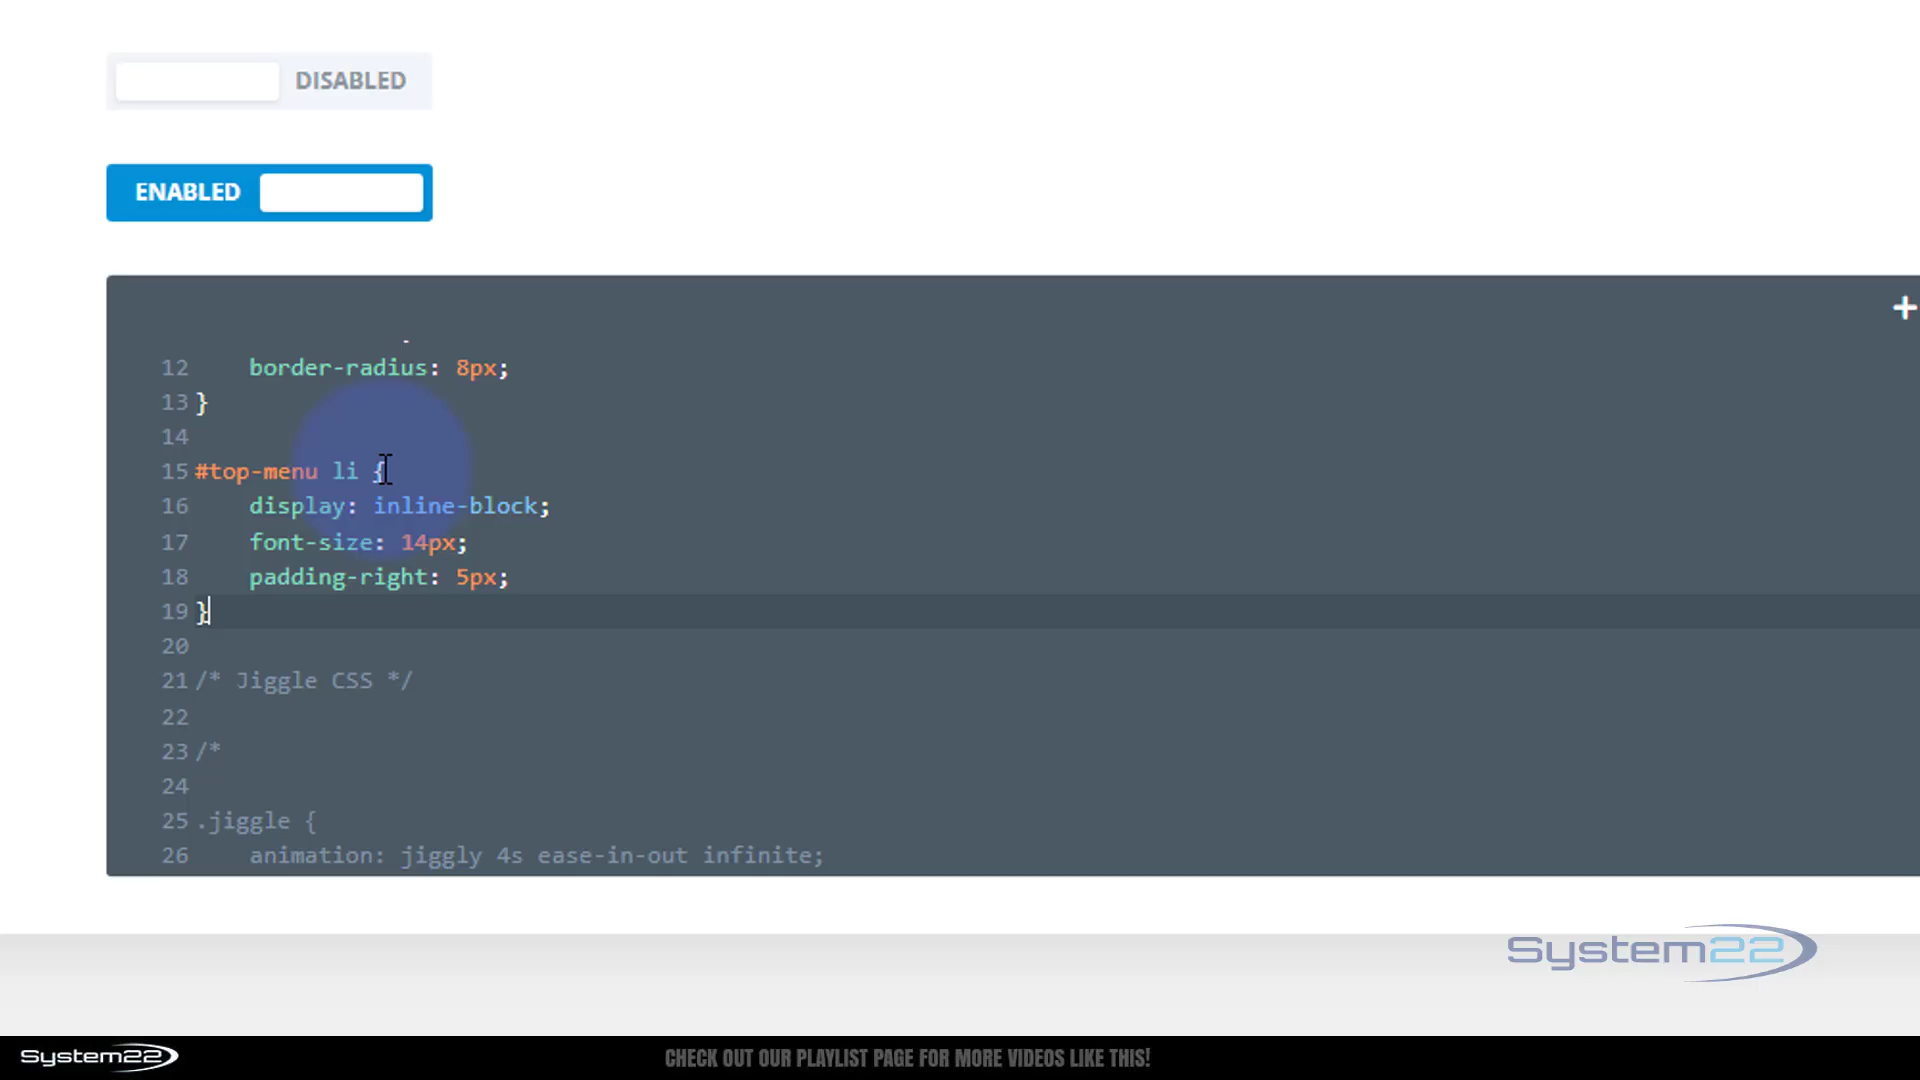 DISABLED
ENABLED
+
12 border-radius: 8px;
13 }
14
15 #top-menu li {
16 display: inline-block;
17 font-size: 14px;
18 padding-right: 5px;
19 }
20
21 /* Jiggle CSS */
22
23 /*
24
25 .jiggle {
26 animation: jiggly 4s ease-in-out infinite;
System22
System22
CHECK OUT OUR PLAYLIST PAGE FOR MORE VIDEOS LIKE THIS!